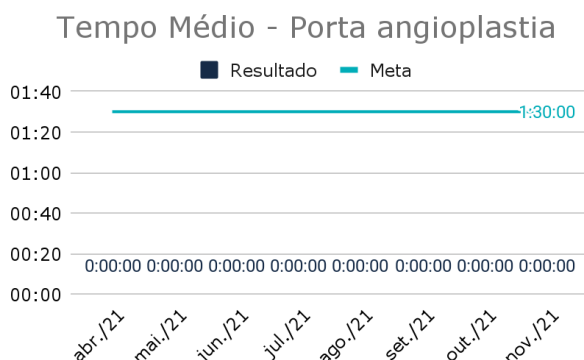 Tempo Médio - Porta angioplastia
Resultado Meta
01:40
1:30:00
01:20
01:00
00:40
00:20
0:00:00 0:00:00 0:00:00 0:00:00 0:00:00 0:00:00 0:00:00 0:00:00
00:00
abr./21 mai./21 jun./21 jul./21 ago./21 set./21 out./21 nov./21